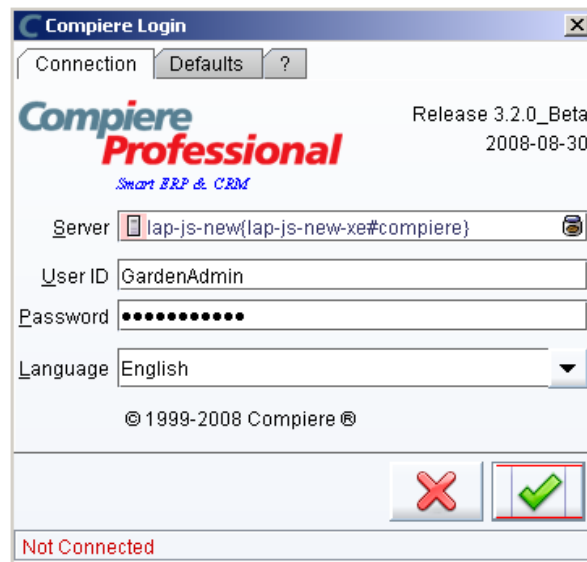 Compiere Login
Connection Defaults ?
Compiere
Professional
Smart ERP & CRM
Release 3.2.0_Beta
2008-08-30
Server lap-js-new{lap-js-new-xe#compiere}
User ID GardenAdmin
Password •••••••••••
Language English
© 1999-2008 Compiere ®
Not Connected